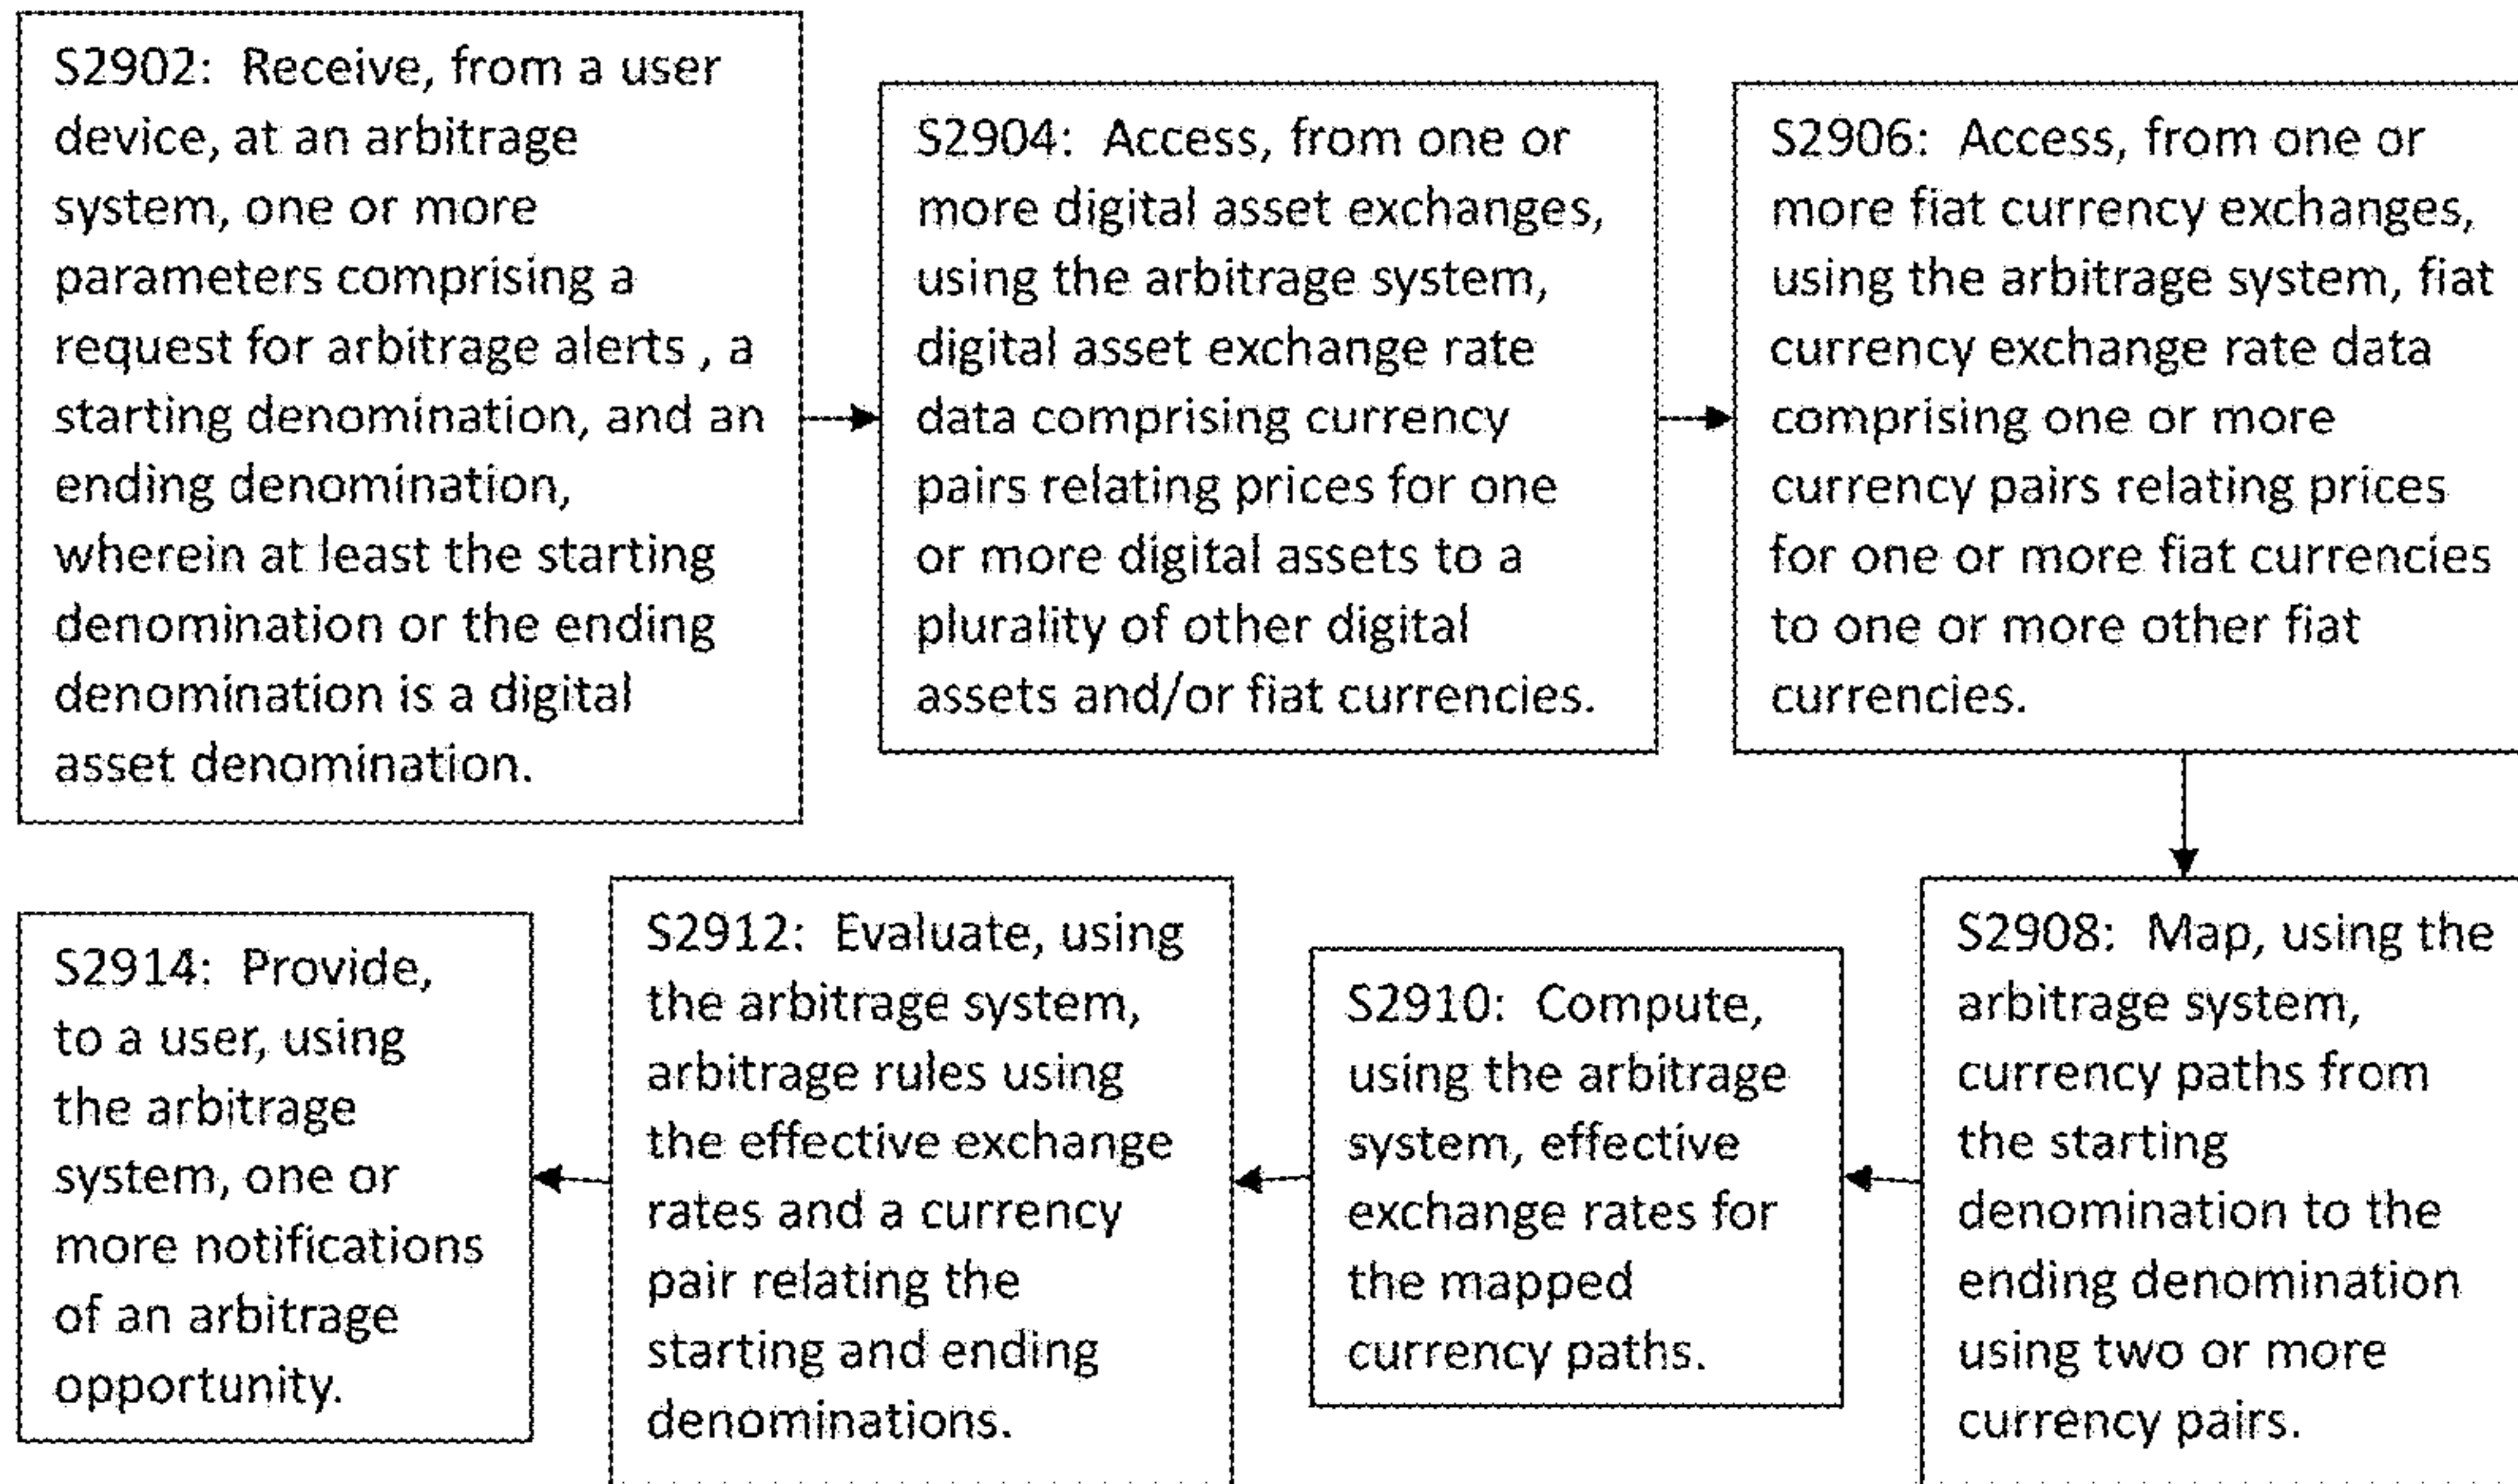 S2902: Receive, from a user
device, at an arbitrage
system, one or more
parameters comprising a
request for arbitrage alerts , a
starting denomination, and an
ending denomination,
wherein at least the starting
denomination or the ending
denomination is a digital
asset denomination.
S2904: Access, from one or
more digital asset exchanges,
using the arbitrage system,
digital asset exchange rate
data comprising currency
pairs relating prices for one
or more digital assets to a
plurality of other digital
assets and/or fiat currencies.
S2906: Access, from one or
more fiat currency exchanges,
using the arbitrage system, fiat
currency exchange rate data
comprising one or more
currency pairs relating prices
for one or more fiat currencies
to one or more other fiat
currencies.
S2908: Map, using the
arbitrage system,
currency paths from
the starting
denomination to the
ending denomination
using two or more
currency pairs.
S2910: Compute,
using the arbitrage
system, effective
exchange rates for
the mapped
currency paths.
S2912: Evaluate, using
the arbitrage system,
arbitrage rules using
the effective exchange
rates and a currency
pair relating the
starting and ending
denominations.
S2914: Provide,
to a user, using
the arbitrage
system, one or
more notifications
of an arbitrage
opportunity.